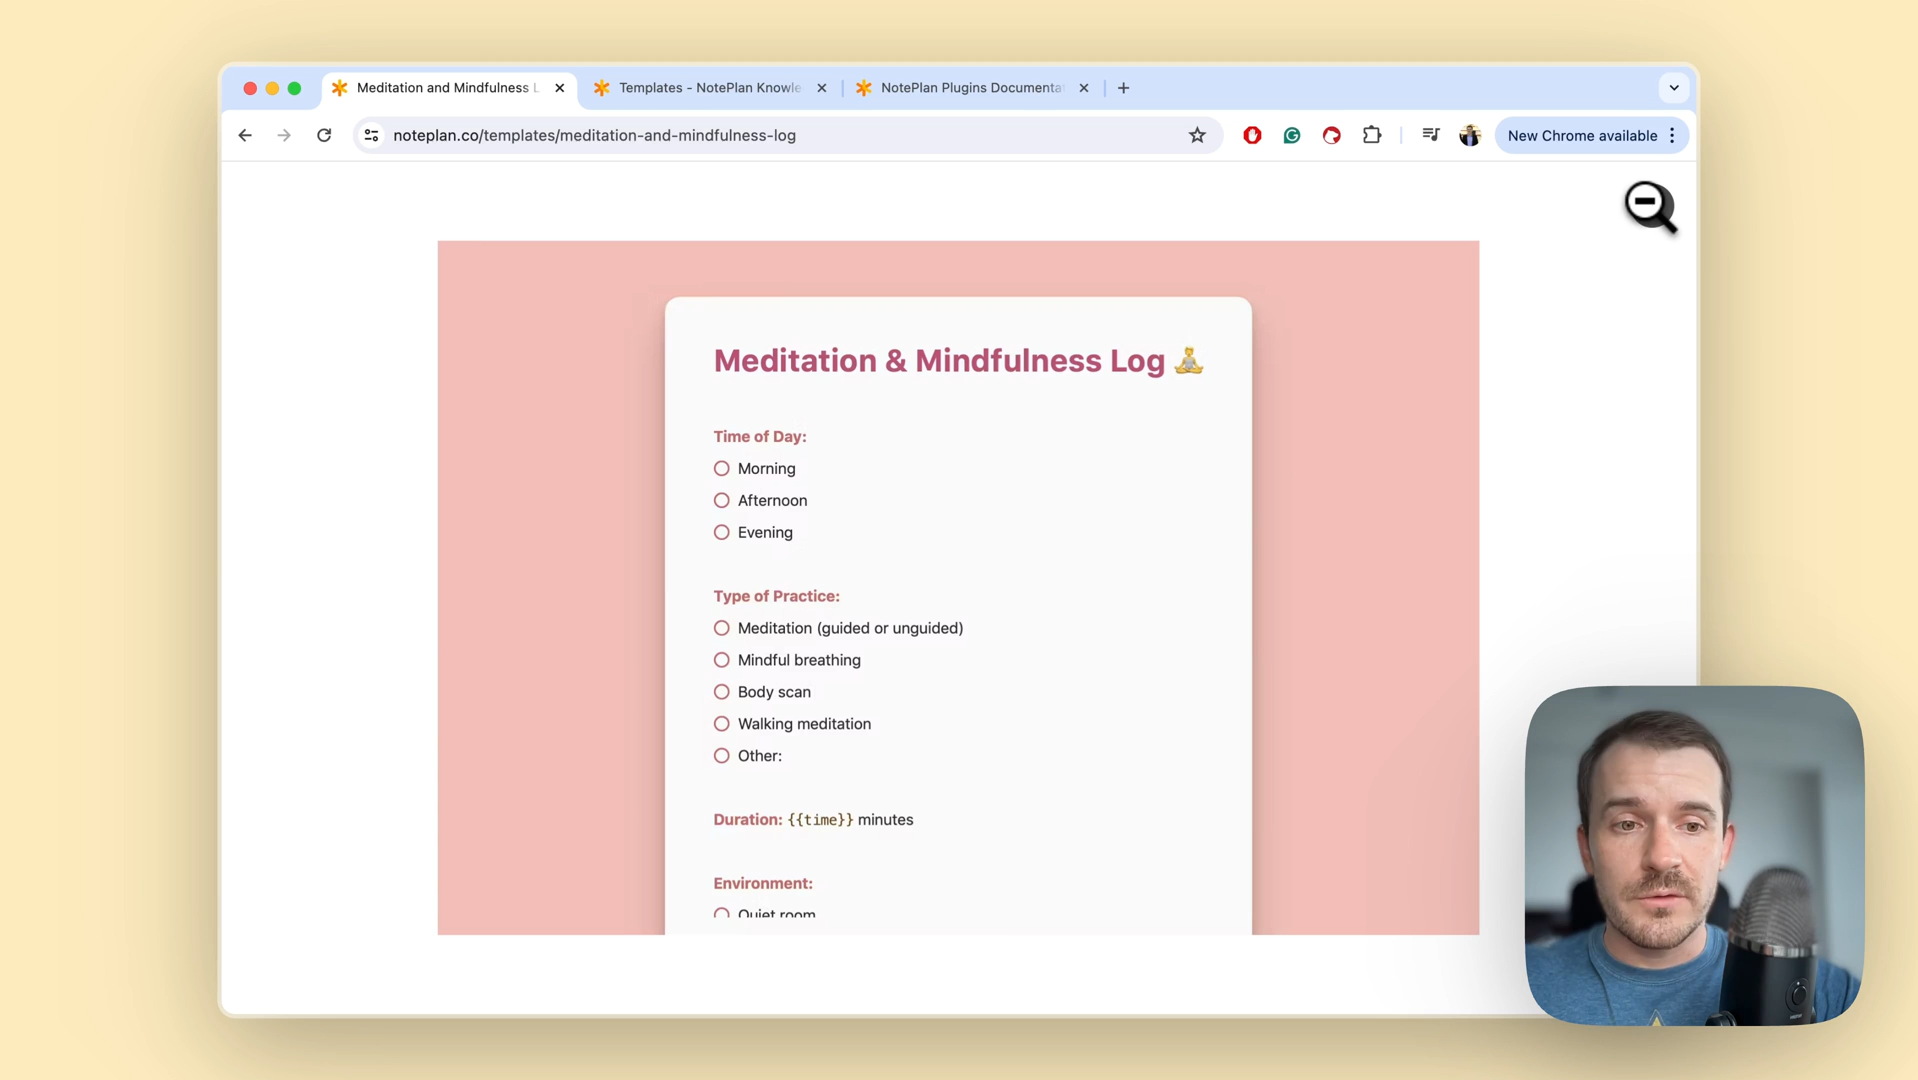 Meditation and Mindfulness L
Templates - NotePlan Knowle
NotePlan Plugins Documenta
noteplan.co/templates/meditation-and-mindfulness-log
New Chrome available
Meditation & Mindfulness Log
Time of Day:
Morning
Afternoon
Evening
Type of Practice:
Meditation (guided or unguided)
Mindful breathing
Body scan
Walking meditation
Other:
Duration: {{time}} minutes
Environment:
Quiet room